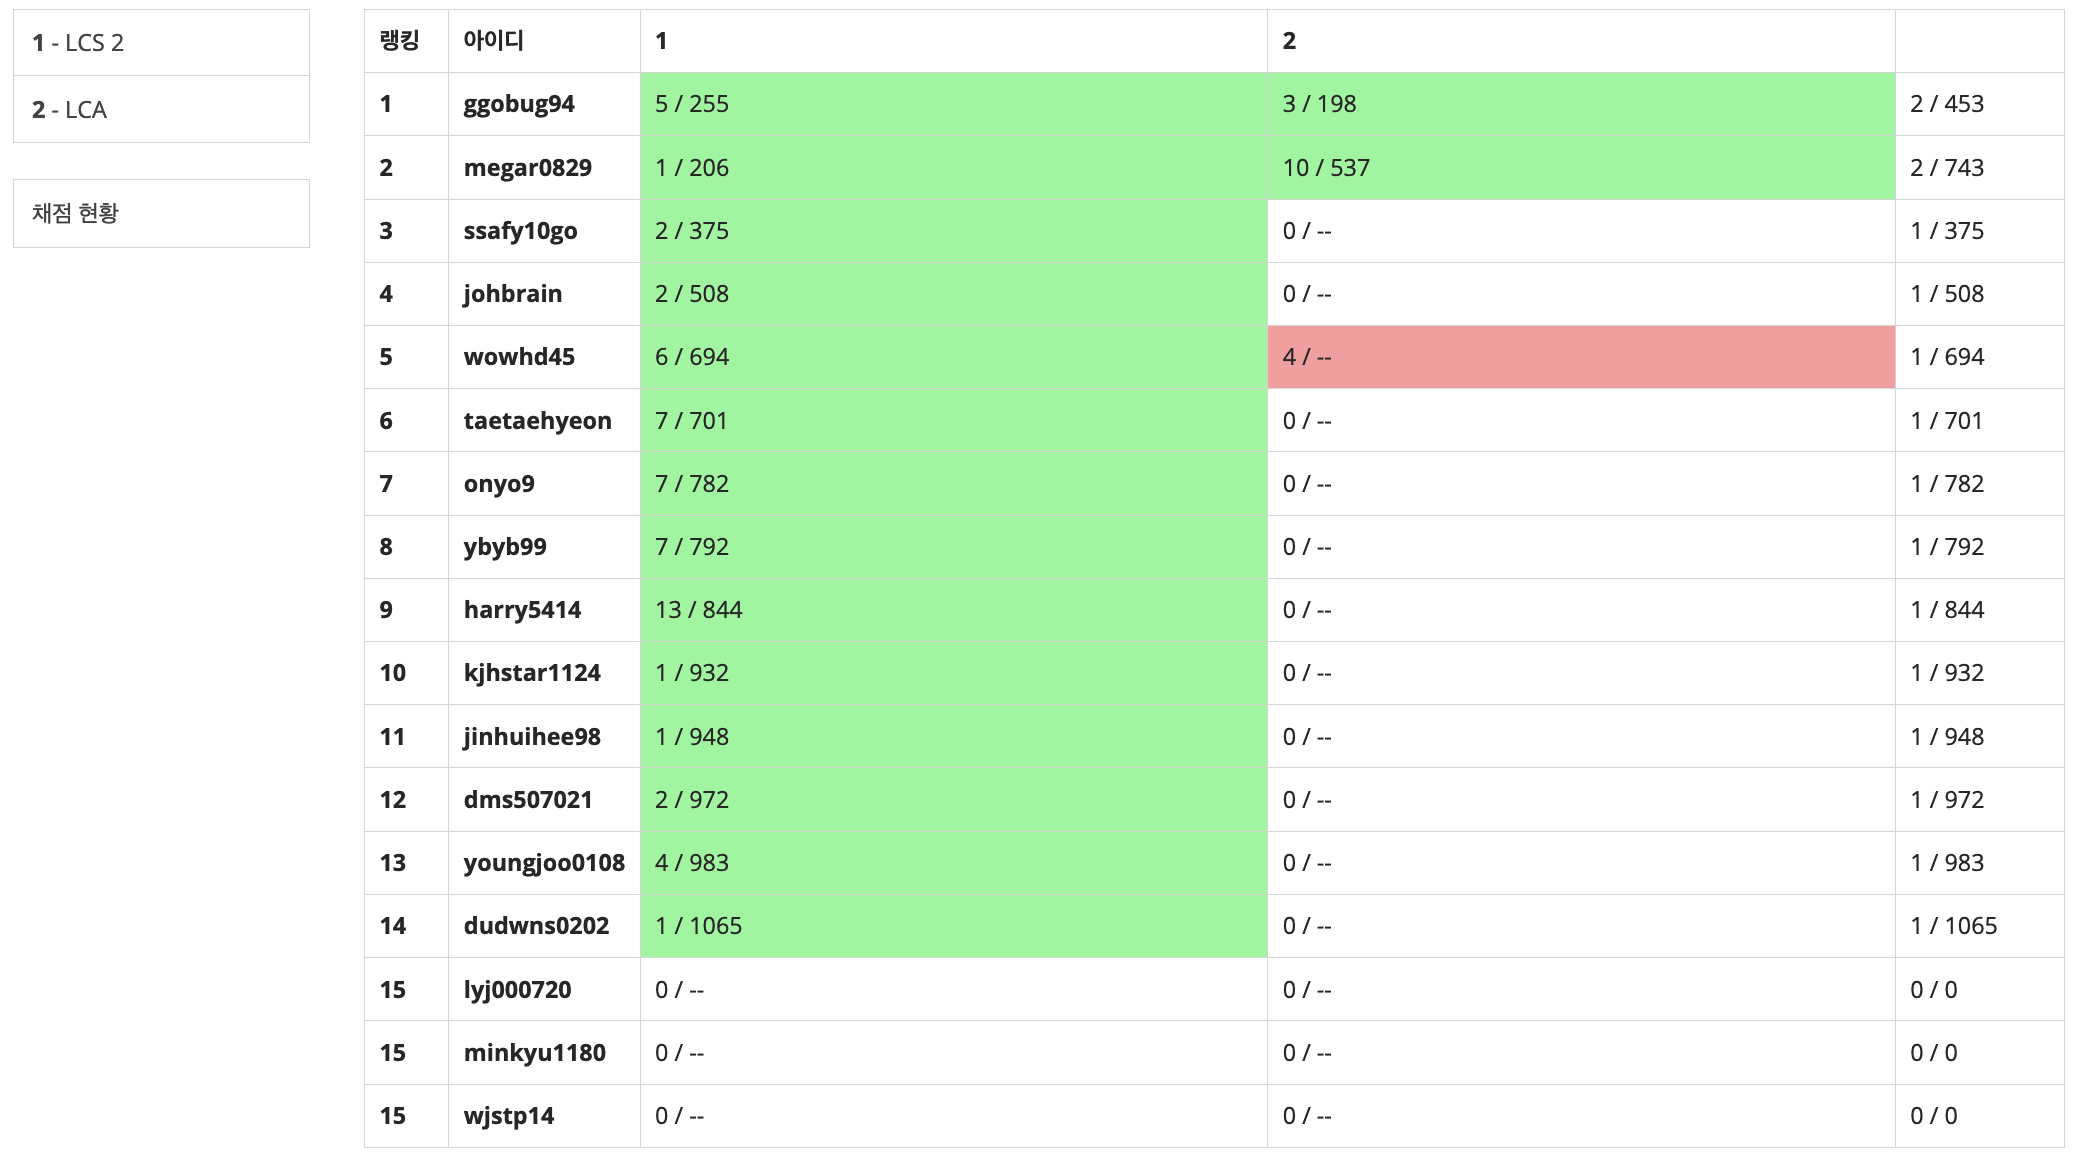 1 - LCS 2
2 - LCA
채점 현황
랭킹 아이디 1 2
1 ggobug94 5 / 255 3 / 198 2 / 453
2 megar0829 1 / 206 10 / 537 2 / 743
3 ssafy10go 2 / 375 0 / -- 1 / 375
4 johbrain 2 / 508 0 / -- 1 / 508
5 wowhd45 6 / 694 4 / -- 1 / 694
6 taetaehyeon 7 / 701 0 / -- 1 / 701
7 onyo9 7 / 782 0 / -- 1 / 782
8 ybyb99 7 / 792 0 / -- 1 / 792
9 harry5414 13 / 844 0 / -- 1 / 844
10 kjhstar1124 1 / 932 0 / -- 1 / 932
11 jinhuihee98 1 / 948 0 / -- 1 / 948
12 dms507021 2 / 972 0 / -- 1 / 972
13 youngjoo0108 4 / 983 0 / -- 1 / 983
14 dudwns0202 1 / 1065 0 / -- 1 / 1065
15 lyj000720 0 / -- 0 / -- 0 / 0
15 minkyu1180 0 / -- 0 / -- 0 / 0
15 wjstp14 0 / -- 0 / -- 0 / 0